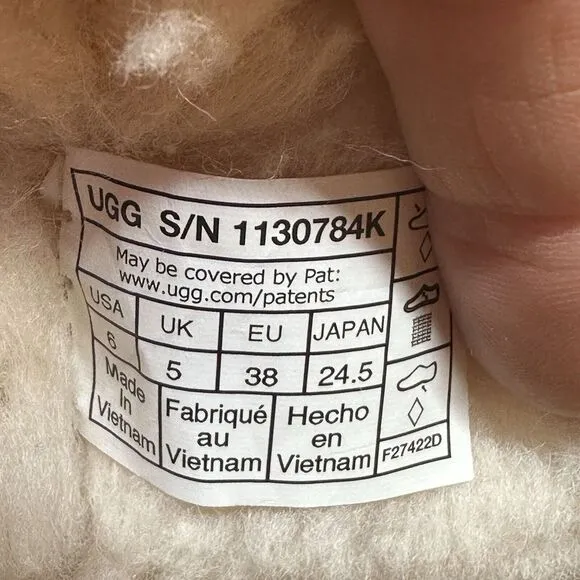 UGG S/N 1130784K
May be covered by Pat:
www.ugg.com/patents
USA UK EU JAPAN
6 5 38 24.5
Made in Vietnam
Fabriqué au Vietnam
Hecho en Vietnam
F27422D